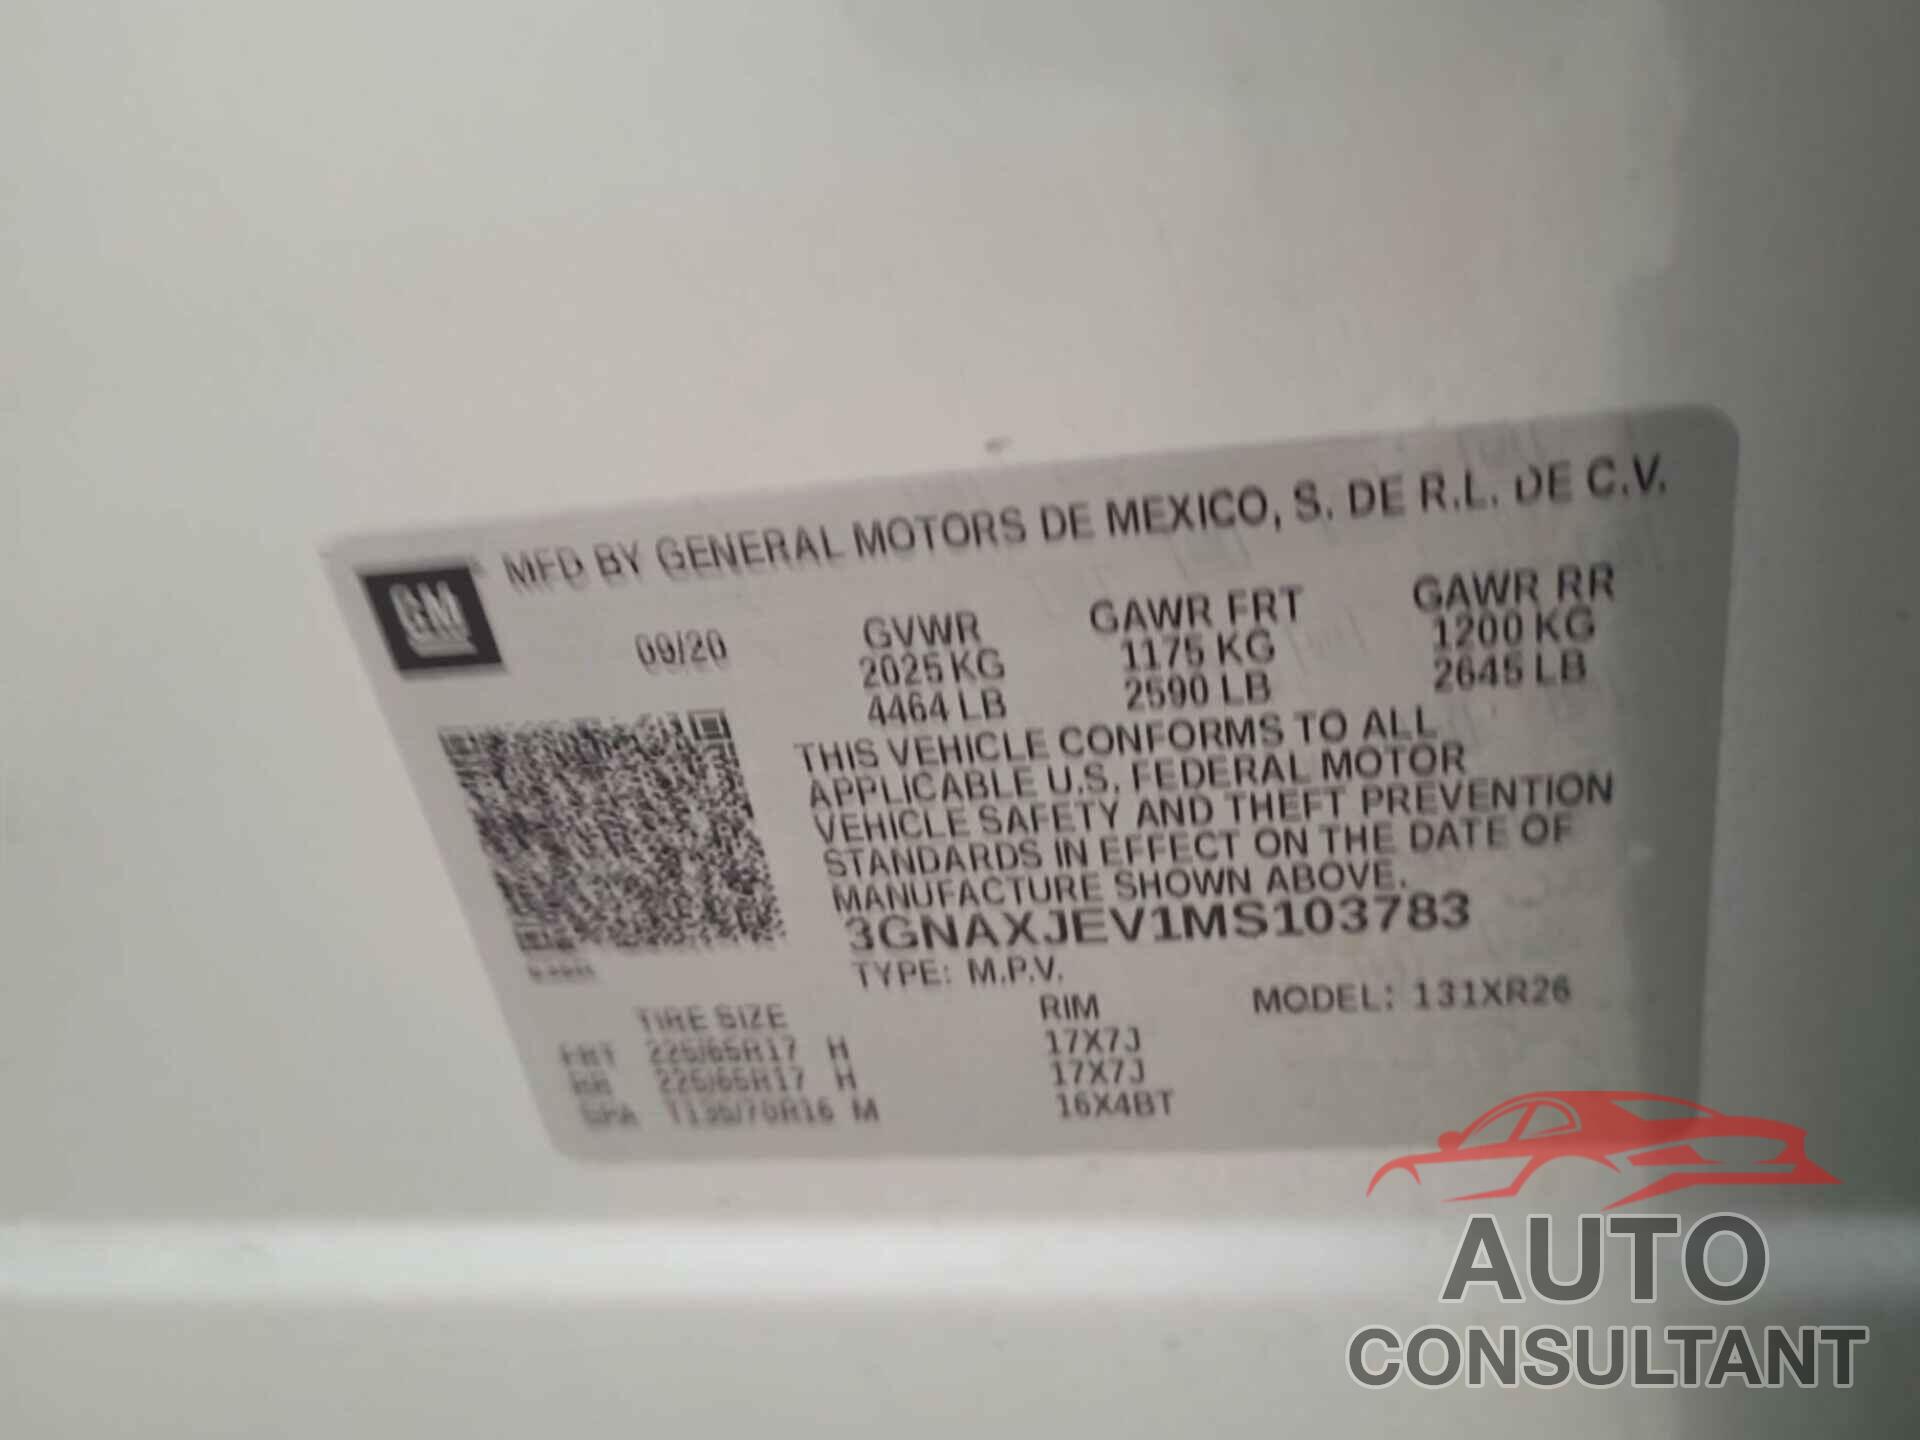 GM MFD BY GENERAL MOTORS DE MEXICO, S. DE R.L. DE C.V.
09/20 GVWR GAWR FRT GAWR RR
2025 KG 1175 KG 1200 KG
4464 LB 2590 LB 2645 LB
THIS VEHICLE CONFORMS TO ALL
APPLICABLE U.S. FEDERAL MOTOR
VEHICLE SAFETY AND THEFT PREVENTION
STANDARDS IN EFFECT ON THE DATE OF
MANUFACTURE SHOWN ABOVE.
3GNAXJEV1MS103783
TYPE: M.P.V. MODEL: 131XR26
TIRE SIZE RIM
FRT 225/65R17 H 17X7J
RR 225/65R17 H 17X7J
SPA T135/70R16 M 16X4BT
AUTO
CONSULTANT